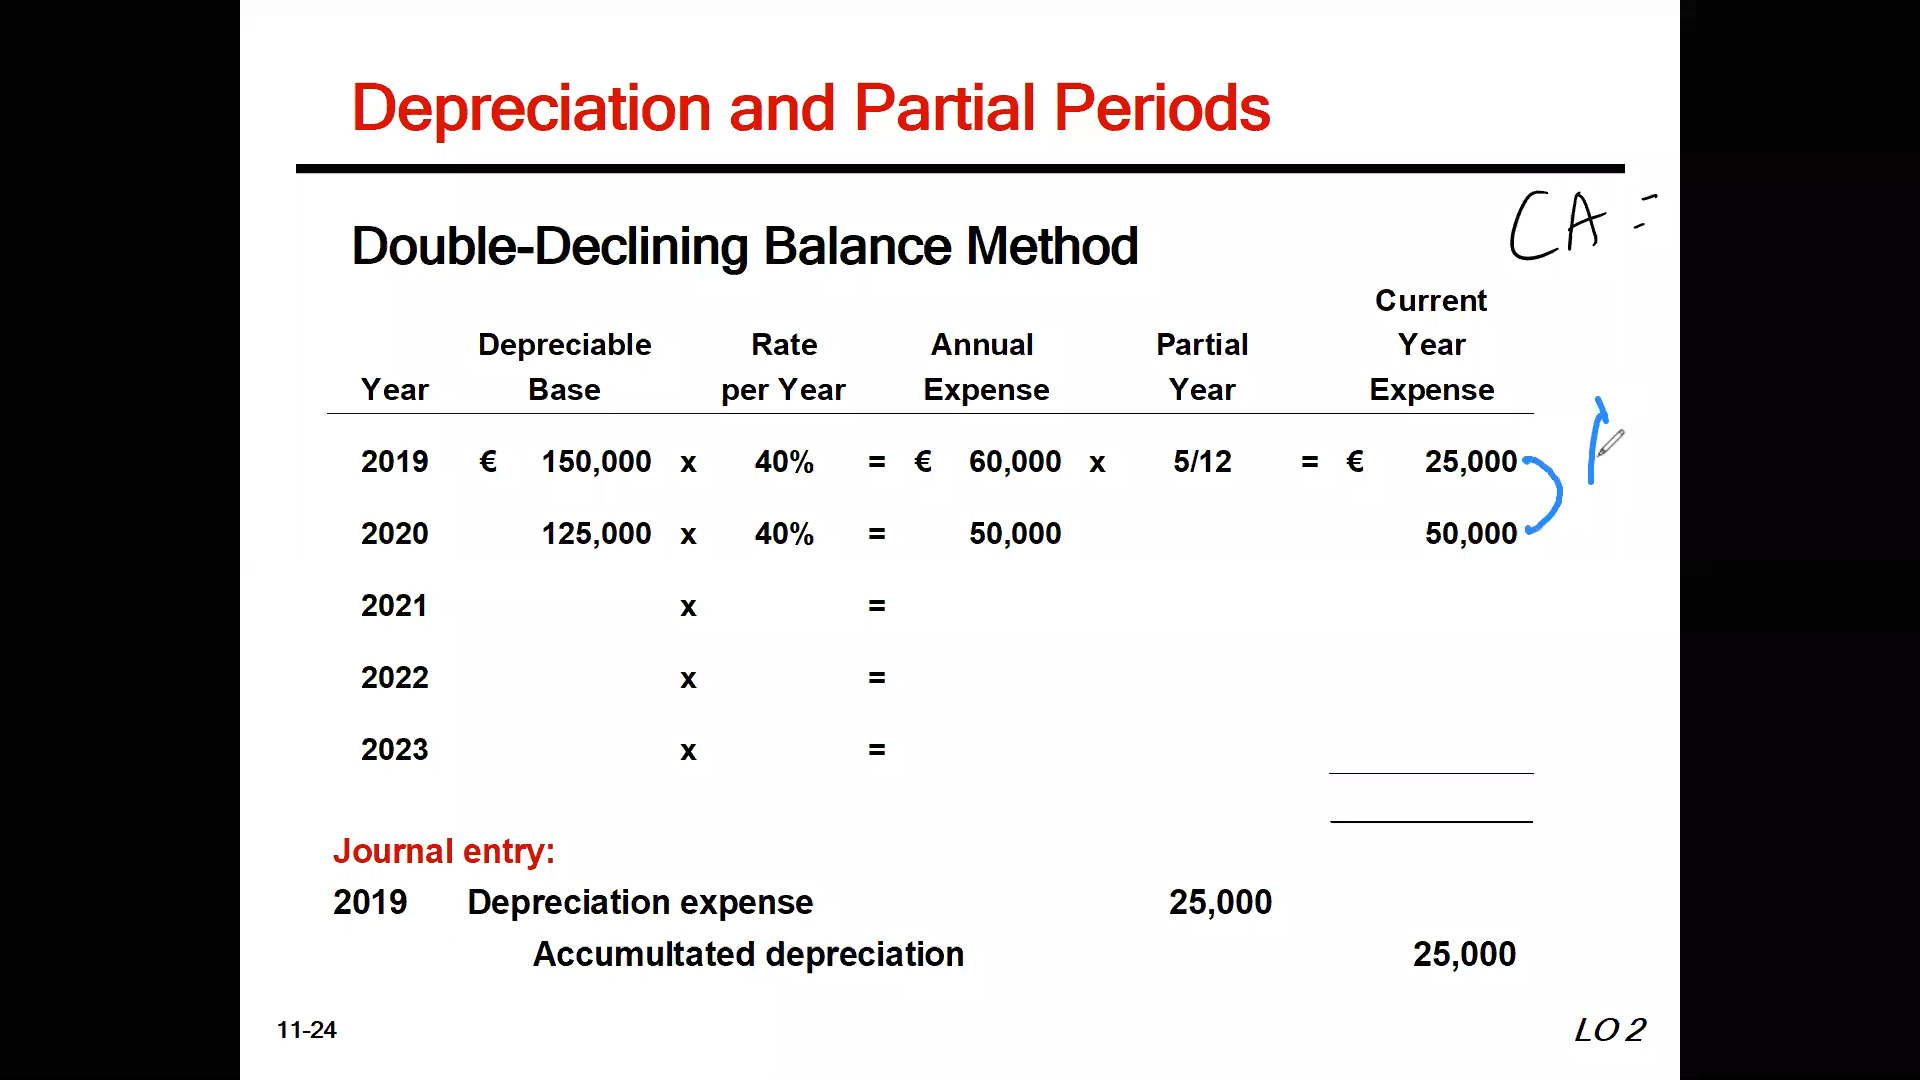 Depreciation and Partial Periods
CA =
Double-Declining Balance Method
Current
Depreciable Rate Annual Partial Year
Year Base per Year Expense Year Expense
2019 € 150,000 x 40% = € 60,000 x 5/12 = € 25,000
2020 125,000 x 40% = 50,000 50,000
2021 x =
2022 x =
2023 x =
Journal entry:
2019 Depreciation expense 25,000
Accumultated depreciation 25,000
11-24 LO 2